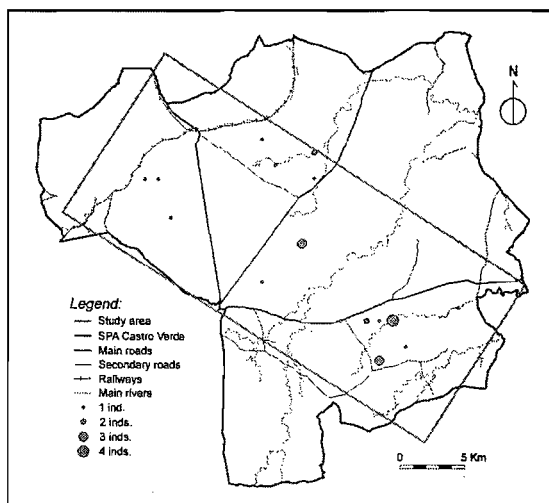 N
Legend:
Study area
SPA Castro Verde
Main roads
Secondary roads
Railways
Main rivers
1 ind.
2 inds.
3 inds.
4 inds.
0 5 Km